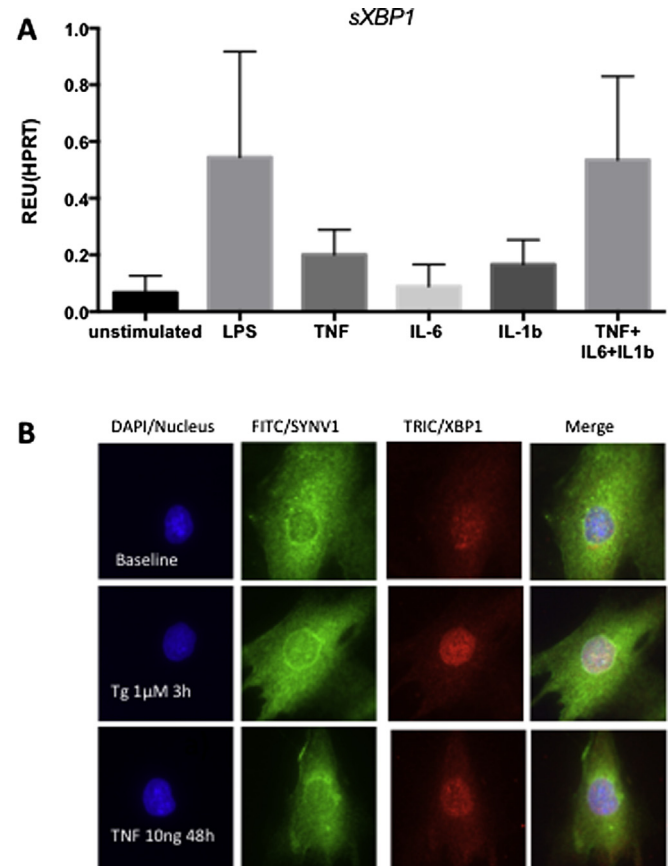 A
sXBP1
REU(HPRT)
1.0
0.8
0.6
0.4
0.2
0.0
unstimulated LPS TNF IL-6 IL-1b TNF+
IL6+IL1b
B
DAPI/Nucleus FITC/SYNV1 TRIC/XBP1 Merge
Baseline
Tg 1µM 3h
TNF 10ng 48h